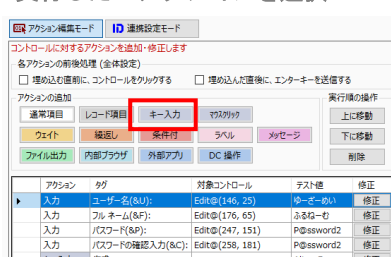 アクション編集モード　ID 連携設定モード
コントロールに対するアクションを追加・修正します
各アクションの前後処理 (全体設定)
埋め込む直前に、コントロールをクリックする　埋め込んだ直後に、エンターキーを送信する
アクションの追加　実行順の操作
通常項目　レコード項目　キー入力　マウスクリック　上に移動
ウェイト　繰返し　条件付　ラベル　メッセージ　下に移動
ファイル出力　内部ブラウザ　外部アプリ　DC 操作　削除
アクション　タグ　対象コントロール　テスト値　修正
入力　ユーザー名(&U):　Edit@(146, 25)　ゆーざーめい　修正
入力　フル ネーム(&F):　Edit@(176, 65)　ふるねーむ　修正
入力　パスワード(&P):　Edit@(247, 151)　P@ssword2　修正
入力　パスワードの確認入力(&C):　Edit@(258, 181)　P@ssword2　修正